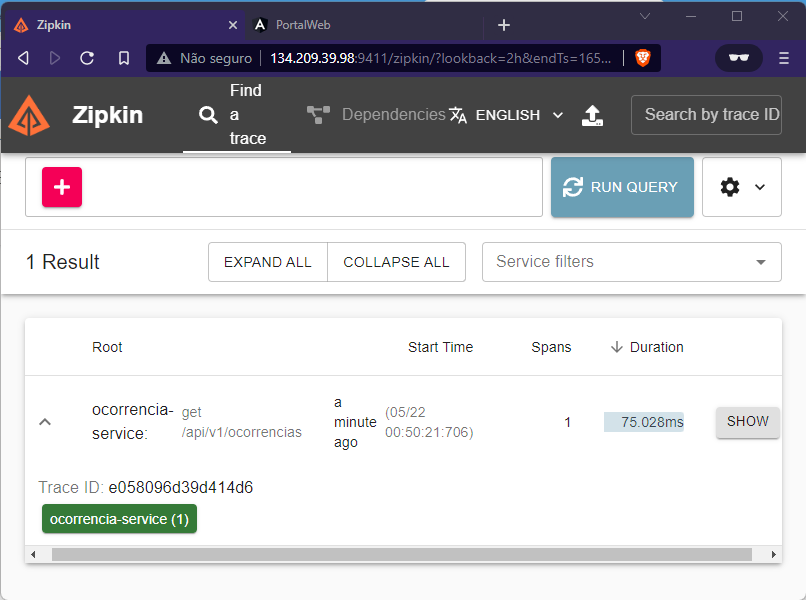 Zipkin
PortalWeb
Não seguro
134.209.39.98:9411/zipkin/?lookback=2h&endTs=165...
Zipkin
Find
a
trace
Dependencies
ENGLISH
Search by trace ID
RUN QUERY
1 Result
EXPAND ALL
COLLAPSE ALL
Service filters
Root
Start Time
Spans
Duration
ocorrencia-
service:
get
/api/v1/ocorrencias
a
minute
ago
(05/22
00:50:21:706)
1
75.028ms
SHOW
Trace ID: e058096d39d414d6
ocorrencia-service (1)